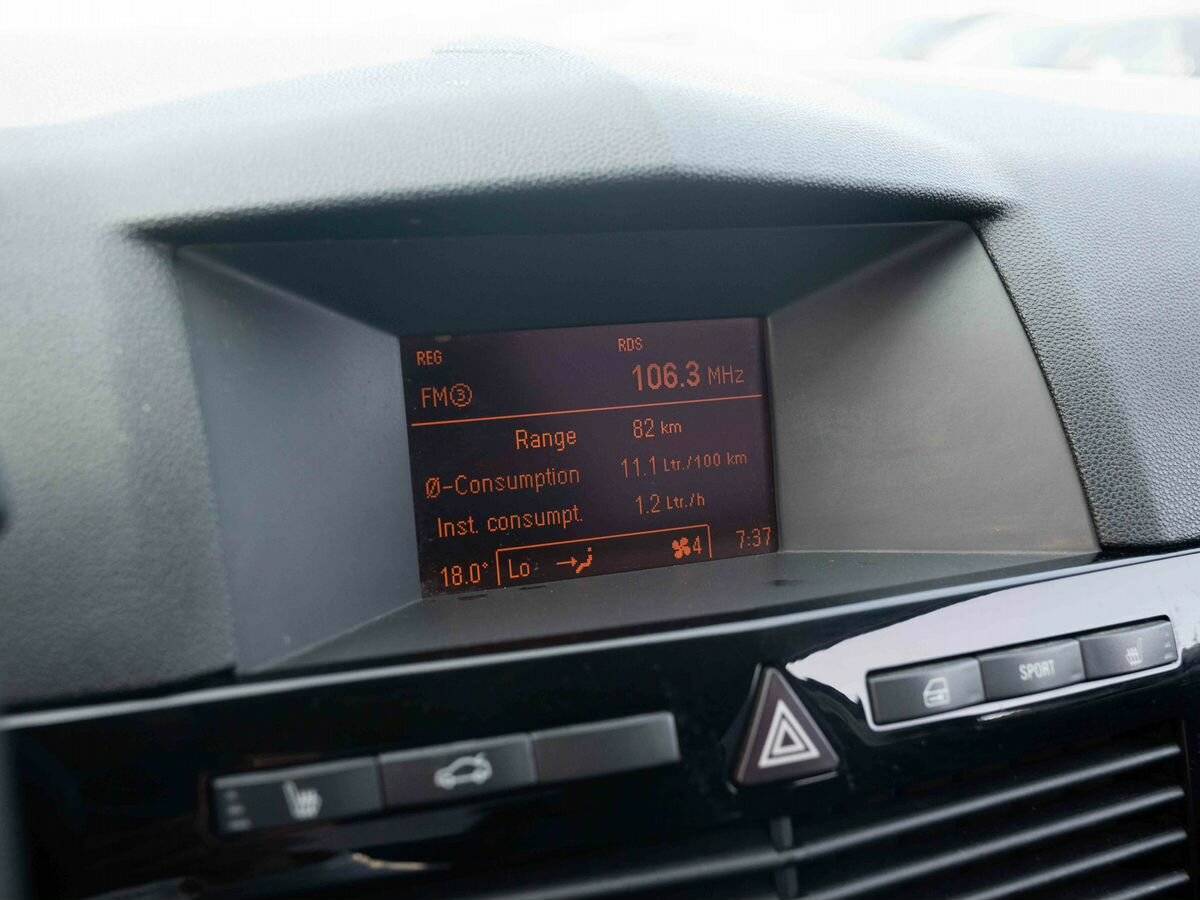 REG RDS
FM③ 106.3 MHz
Range 82 km
Ø-Consumption 11.1 Ltr./100 km
Inst. consumpt. 1.2 Ltr./h
18.0° Lo 4 7:37
SPORT